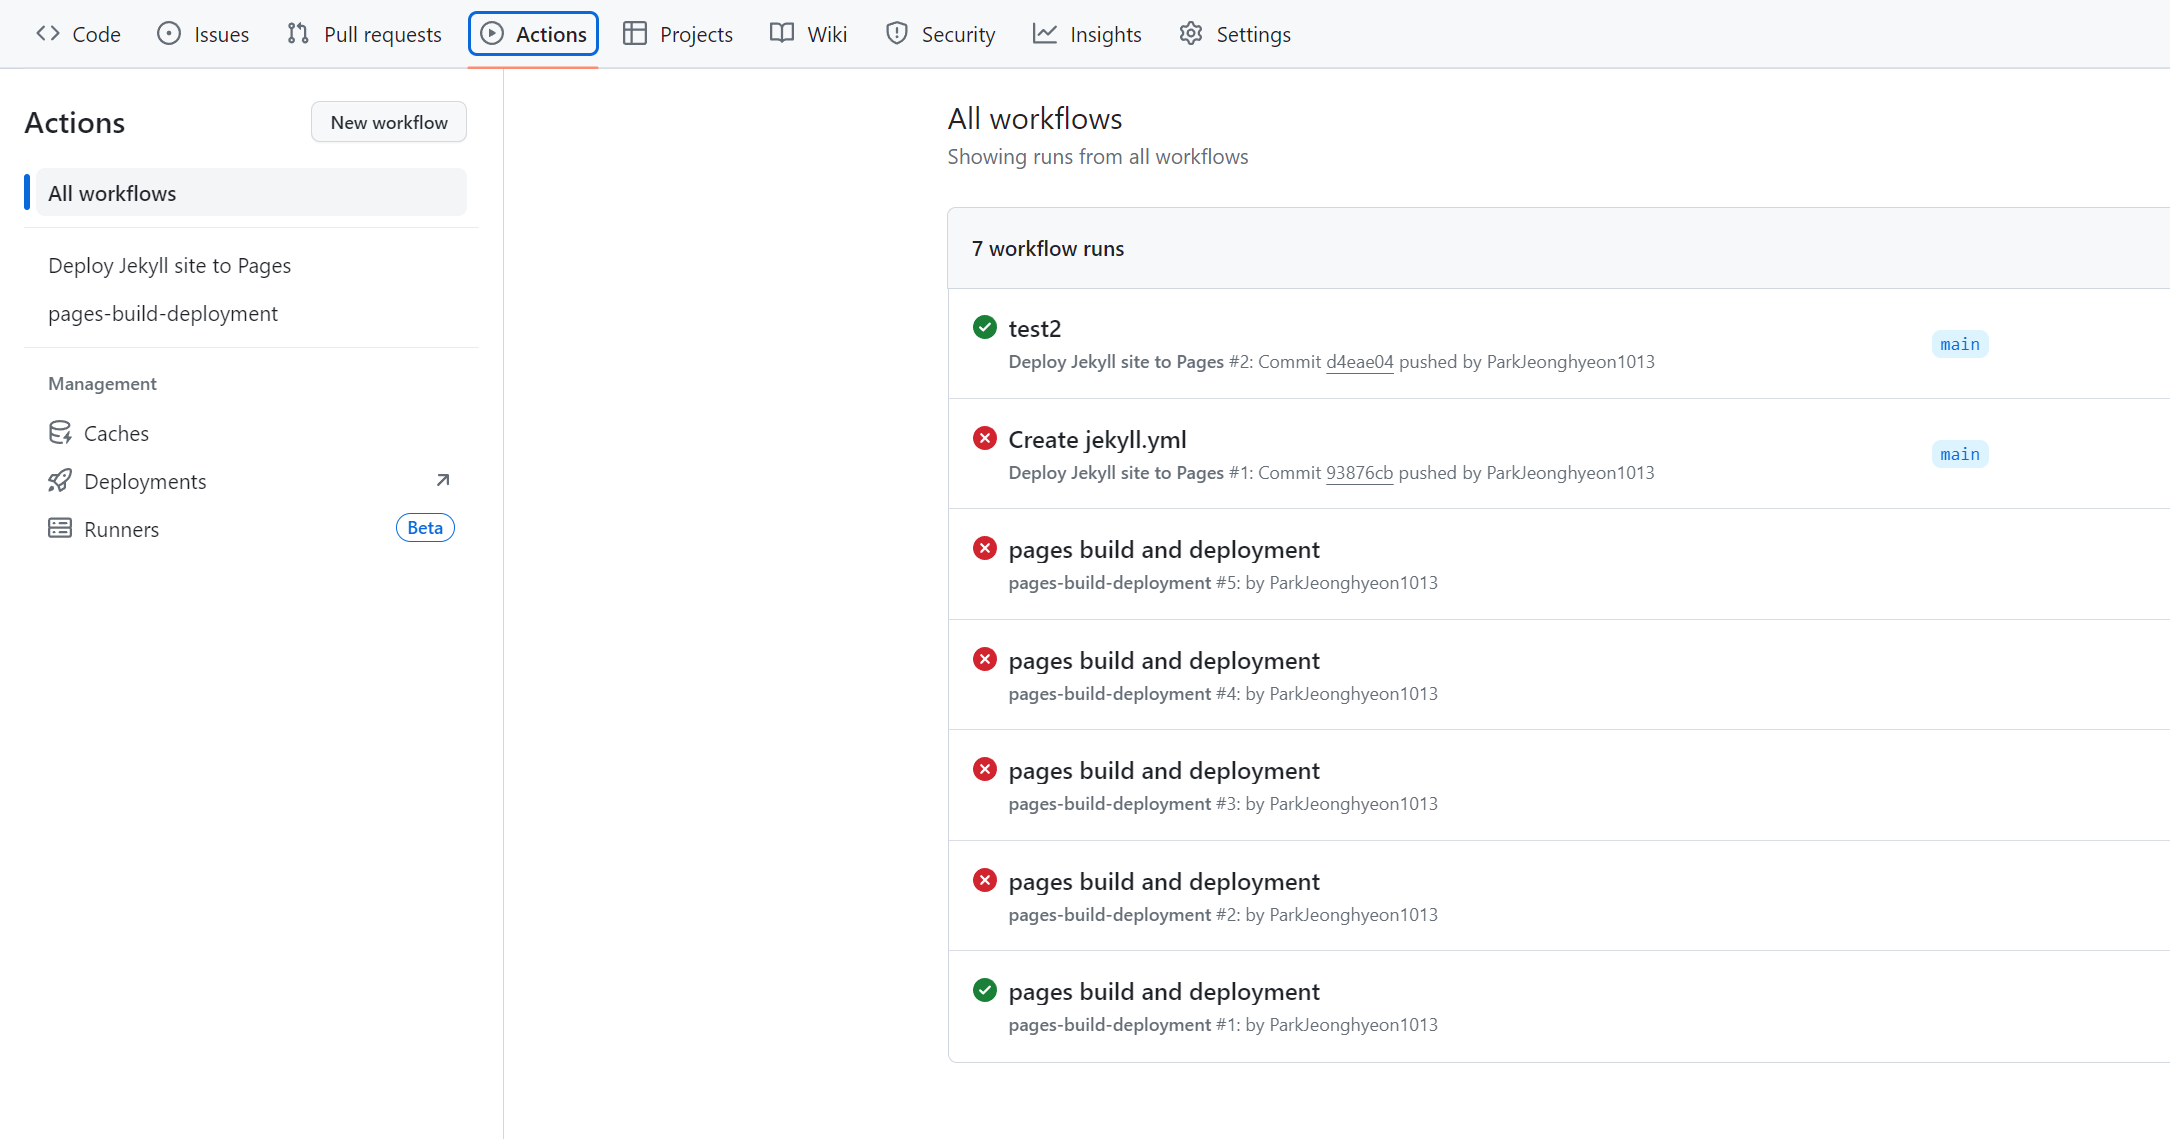 Code Issues Pull requests Actions Projects Wiki Security Insights Settings
Actions New workflow
All workflows
Deploy Jekyll site to Pages
pages-build-deployment
Management
Caches
Deployments
Runners Beta
All workflows
Showing runs from all workflows
7 workflow runs
test2
Deploy Jekyll site to Pages #2: Commit d4eae04 pushed by ParkJeonghyeon1013
main
Create jekyll.yml
Deploy Jekyll site to Pages #1: Commit 93876cb pushed by ParkJeonghyeon1013
main
pages build and deployment
pages-build-deployment #5: by ParkJeonghyeon1013
pages build and deployment
pages-build-deployment #4: by ParkJeonghyeon1013
pages build and deployment
pages-build-deployment #3: by ParkJeonghyeon1013
pages build and deployment
pages-build-deployment #2: by ParkJeonghyeon1013
pages build and deployment
pages-build-deployment #1: by ParkJeonghyeon1013